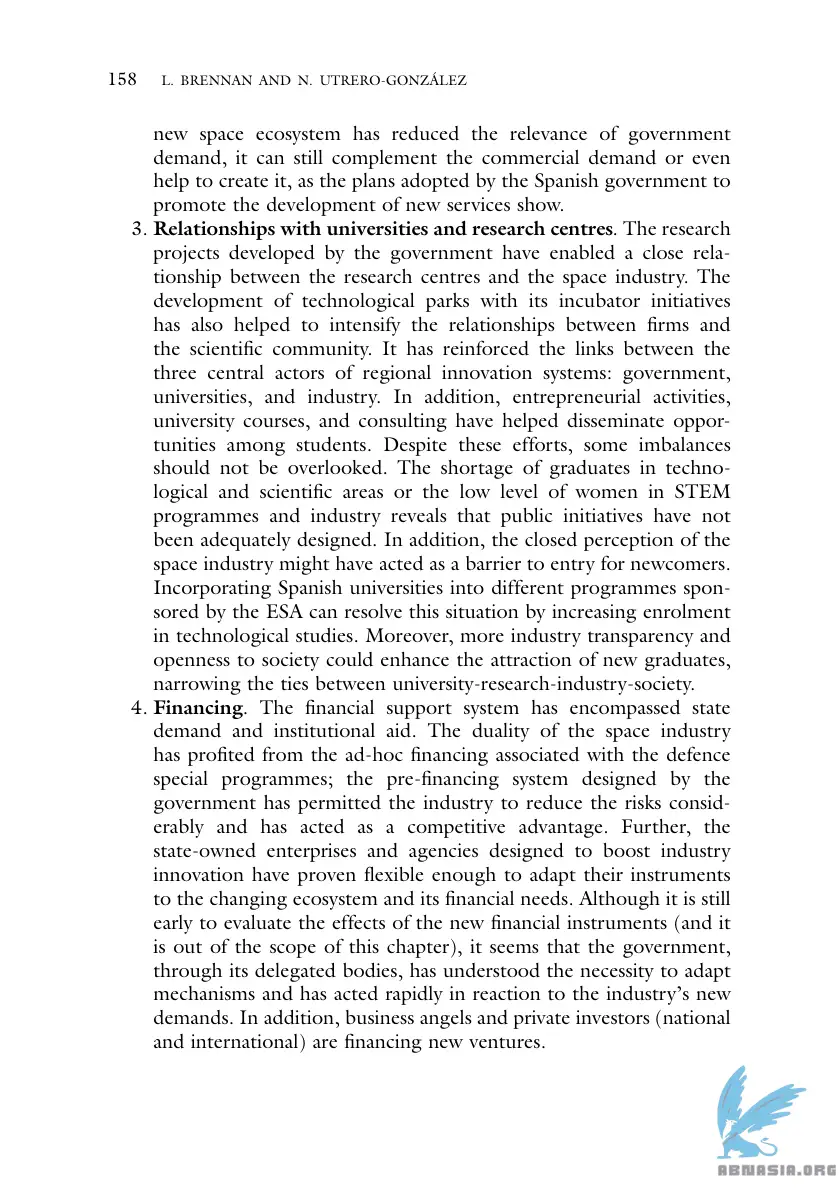 158 L. BRENNAN AND N. UTRERO-GONZÁLEZ
new space ecosystem has reduced the relevance of government
demand, it can still complement the commercial demand or even
help to create it, as the plans adopted by the Spanish government to
promote the development of new services show.
3. Relationships with universities and research centres. The research
projects developed by the government have enabled a close rela-
tionship between the research centres and the space industry. The
development of technological parks with its incubator initiatives
has also helped to intensify the relationships between firms and
the scientific community. It has reinforced the links between the
three central actors of regional innovation systems: government,
universities, and industry. In addition, entrepreneurial activities,
university courses, and consulting have helped disseminate oppor-
tunities among students. Despite these efforts, some imbalances
should not be overlooked. The shortage of graduates in techno-
logical and scientific areas or the low level of women in STEM
programmes and industry reveals that public initiatives have not
been adequately designed. In addition, the closed perception of the
space industry might have acted as a barrier to entry for newcomers.
Incorporating Spanish universities into different programmes spon-
sored by the ESA can resolve this situation by increasing enrolment
in technological studies. Moreover, more industry transparency and
openness to society could enhance the attraction of new graduates,
narrowing the ties between university-research-industry-society.
4. Financing. The financial support system has encompassed state
demand and institutional aid. The duality of the space industry
has profited from the ad-hoc financing associated with the defence
special programmes; the pre-financing system designed by the
government has permitted the industry to reduce the risks consid-
erably and has acted as a competitive advantage. Further, the
state-owned enterprises and agencies designed to boost industry
innovation have proven flexible enough to adapt their instruments
to the changing ecosystem and its financial needs. Although it is still
early to evaluate the effects of the new financial instruments (and it
is out of the scope of this chapter), it seems that the government,
through its delegated bodies, has understood the necessity to adapt
mechanisms and has acted rapidly in reaction to the industry’s new
demands. In addition, business angels and private investors (national
and international) are financing new ventures.
ABNASIA.ORG